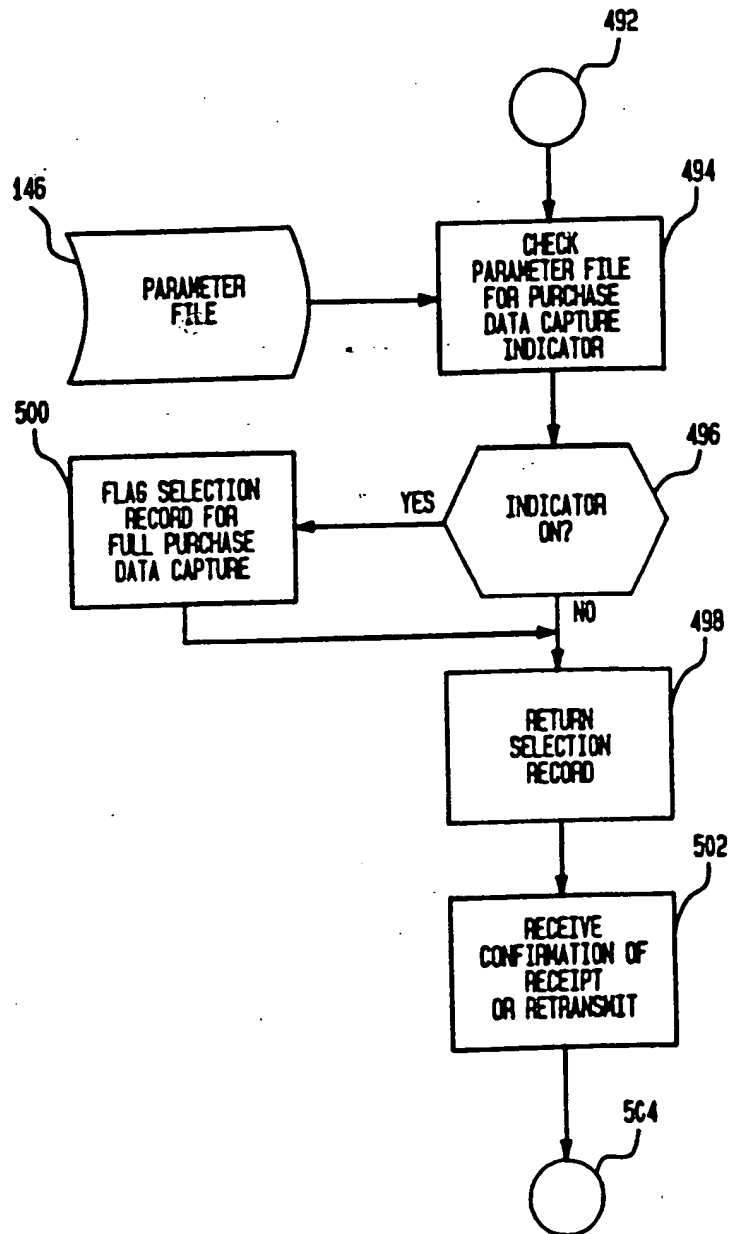 492
494
146
CHECK
PARAMETER FILE
FOR PURCHASE
DATA CAPTURE
INDICATOR
PARAMETER
FILE
500
496
FLAG SELECTION
RECORD FOR
FULL PURCHASE
DATA CAPTURE
YES
INDICATOR
ON?
NO
498
RETURN
SELECTION
RECORD
502
RECEIVE
CONFIRMATION OF
RECEIPT
OR RETRANSMIT
504